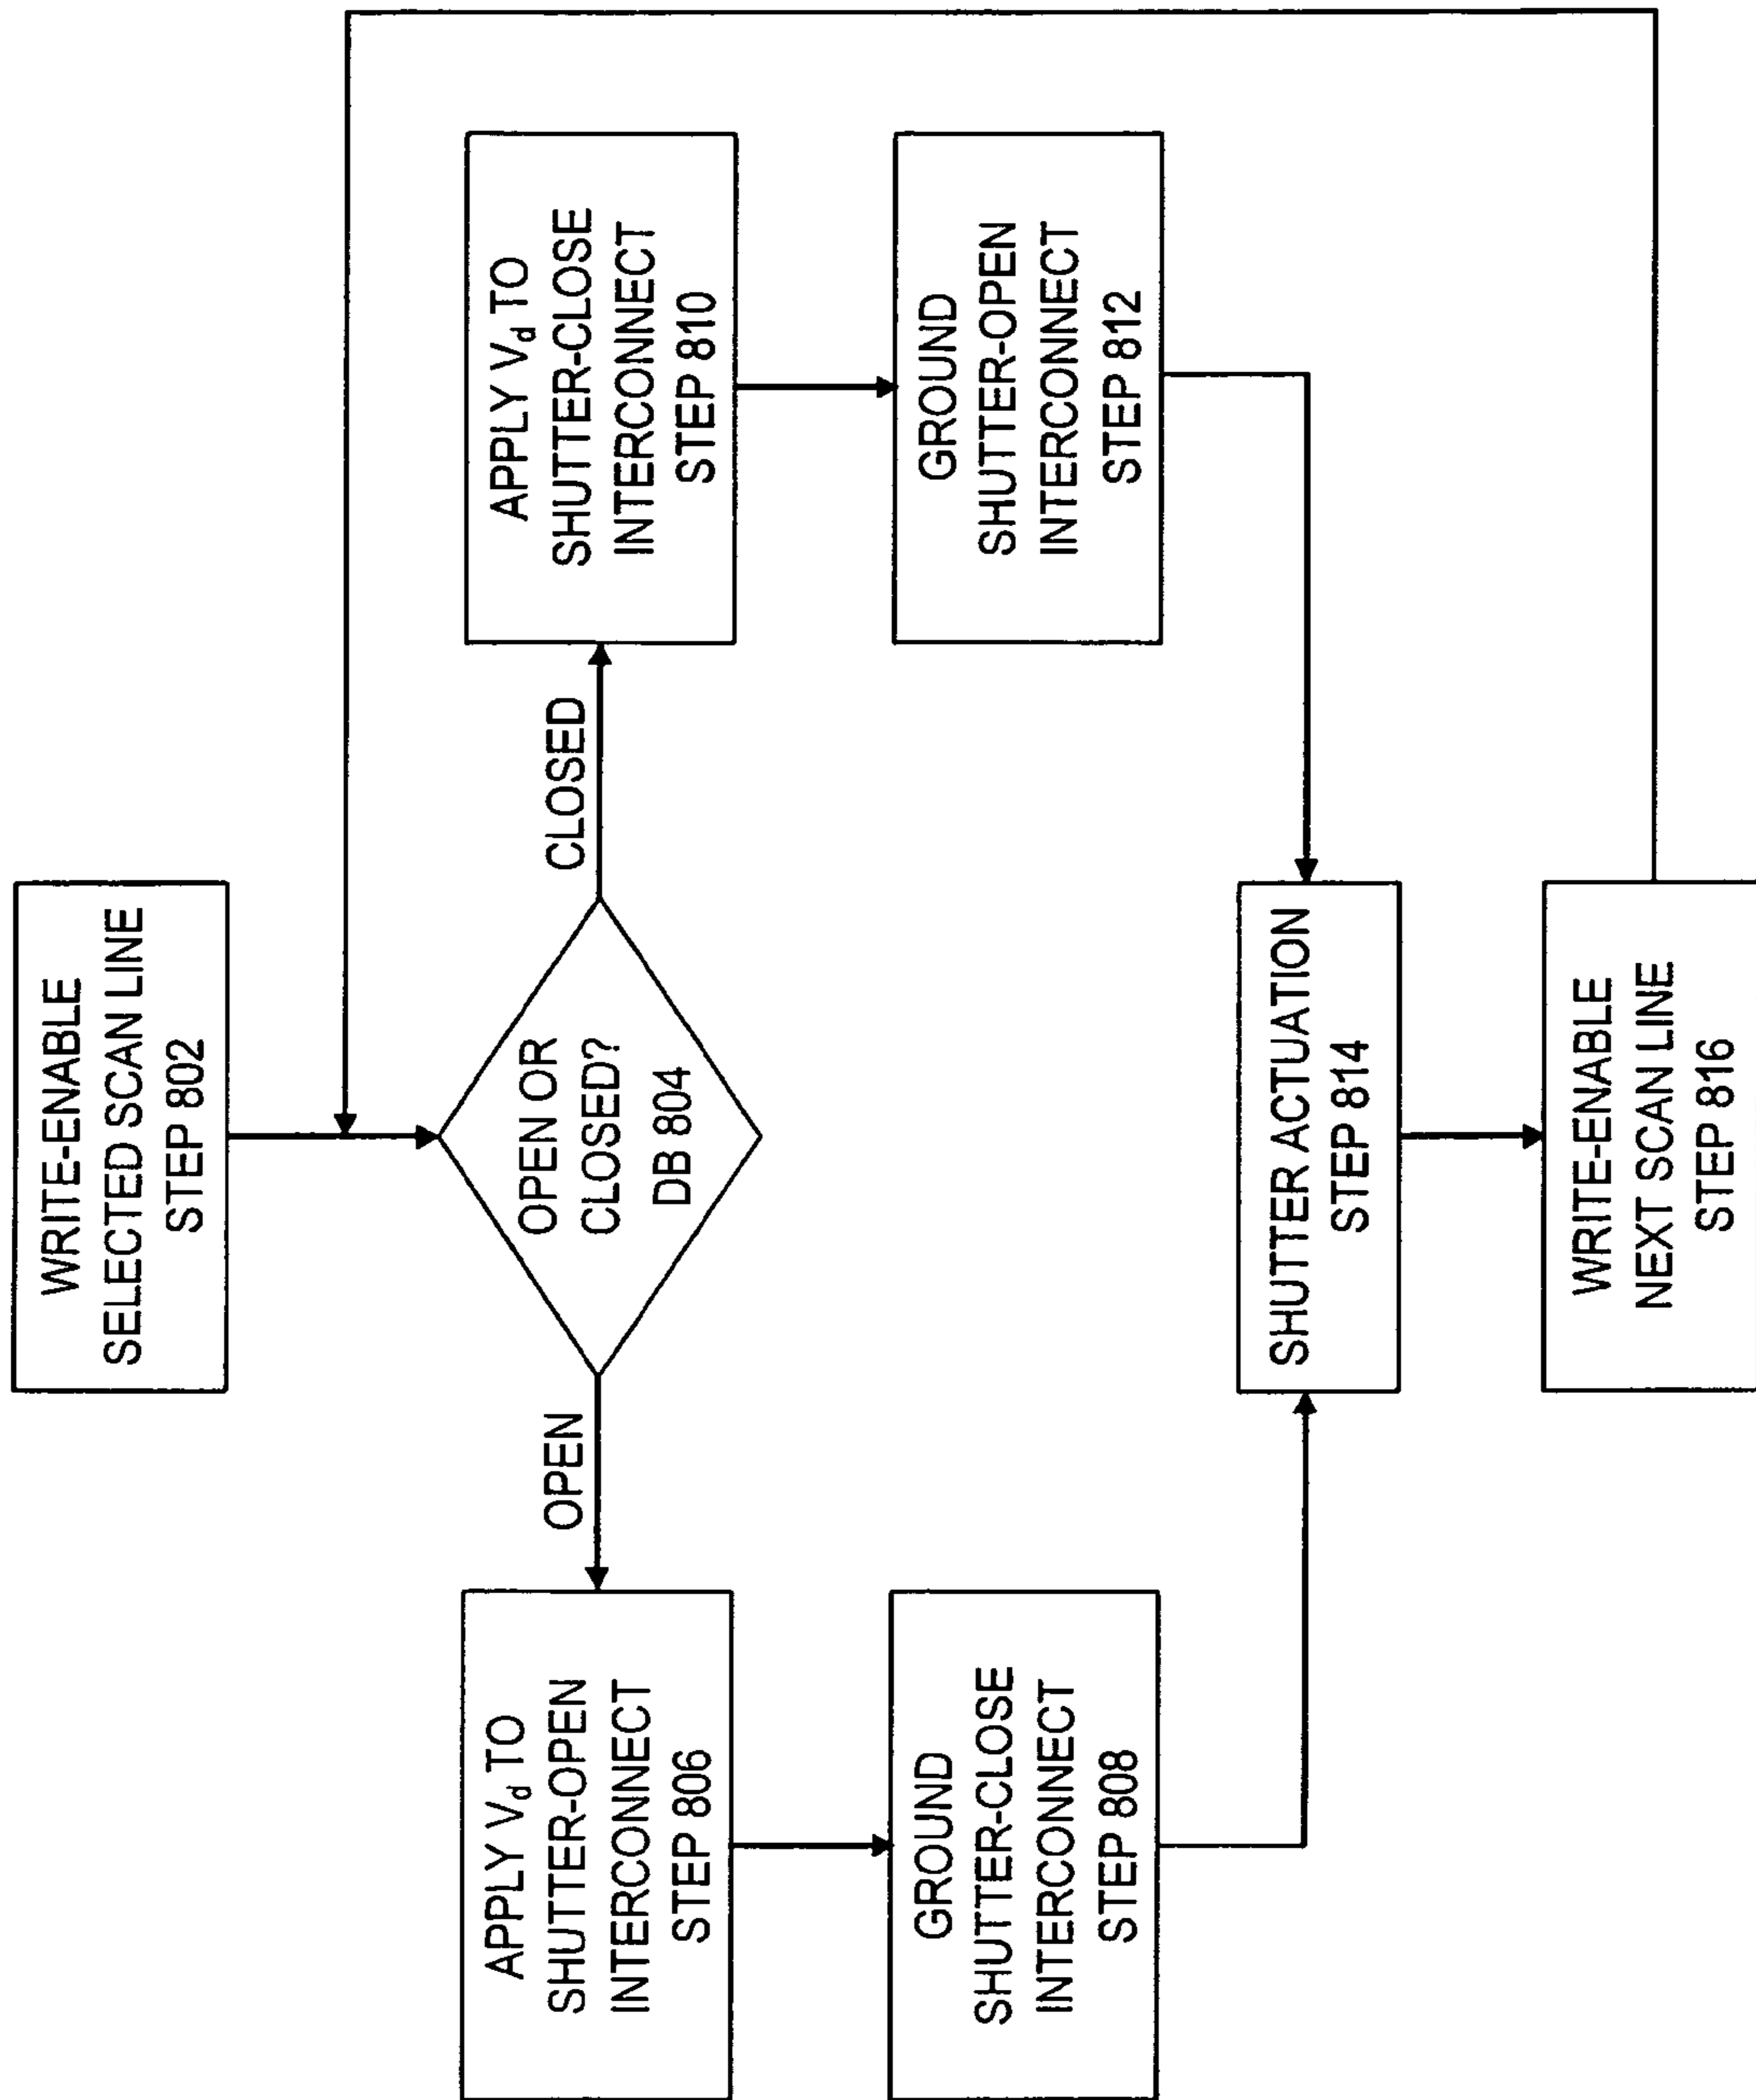 WRITE-ENABLE
SELECTED SCAN LINE
STEP 802
OPEN OR
CLOSED?
DB 804
OPEN
CLOSED
APPLY Vd TO
SHUTTER-OPEN
INTERCONNECT
STEP 806
GROUND
SHUTTER-CLOSE
INTERCONNECT
STEP 808
APPLY Vd TO
SHUTTER-CLOSE
INTERCONNECT
STEP 810
GROUND
SHUTTER-OPEN
INTERCONNECT
STEP 812
SHUTTER ACTUATION
STEP 814
WRITE-ENABLE
NEXT SCAN LINE
STEP 816